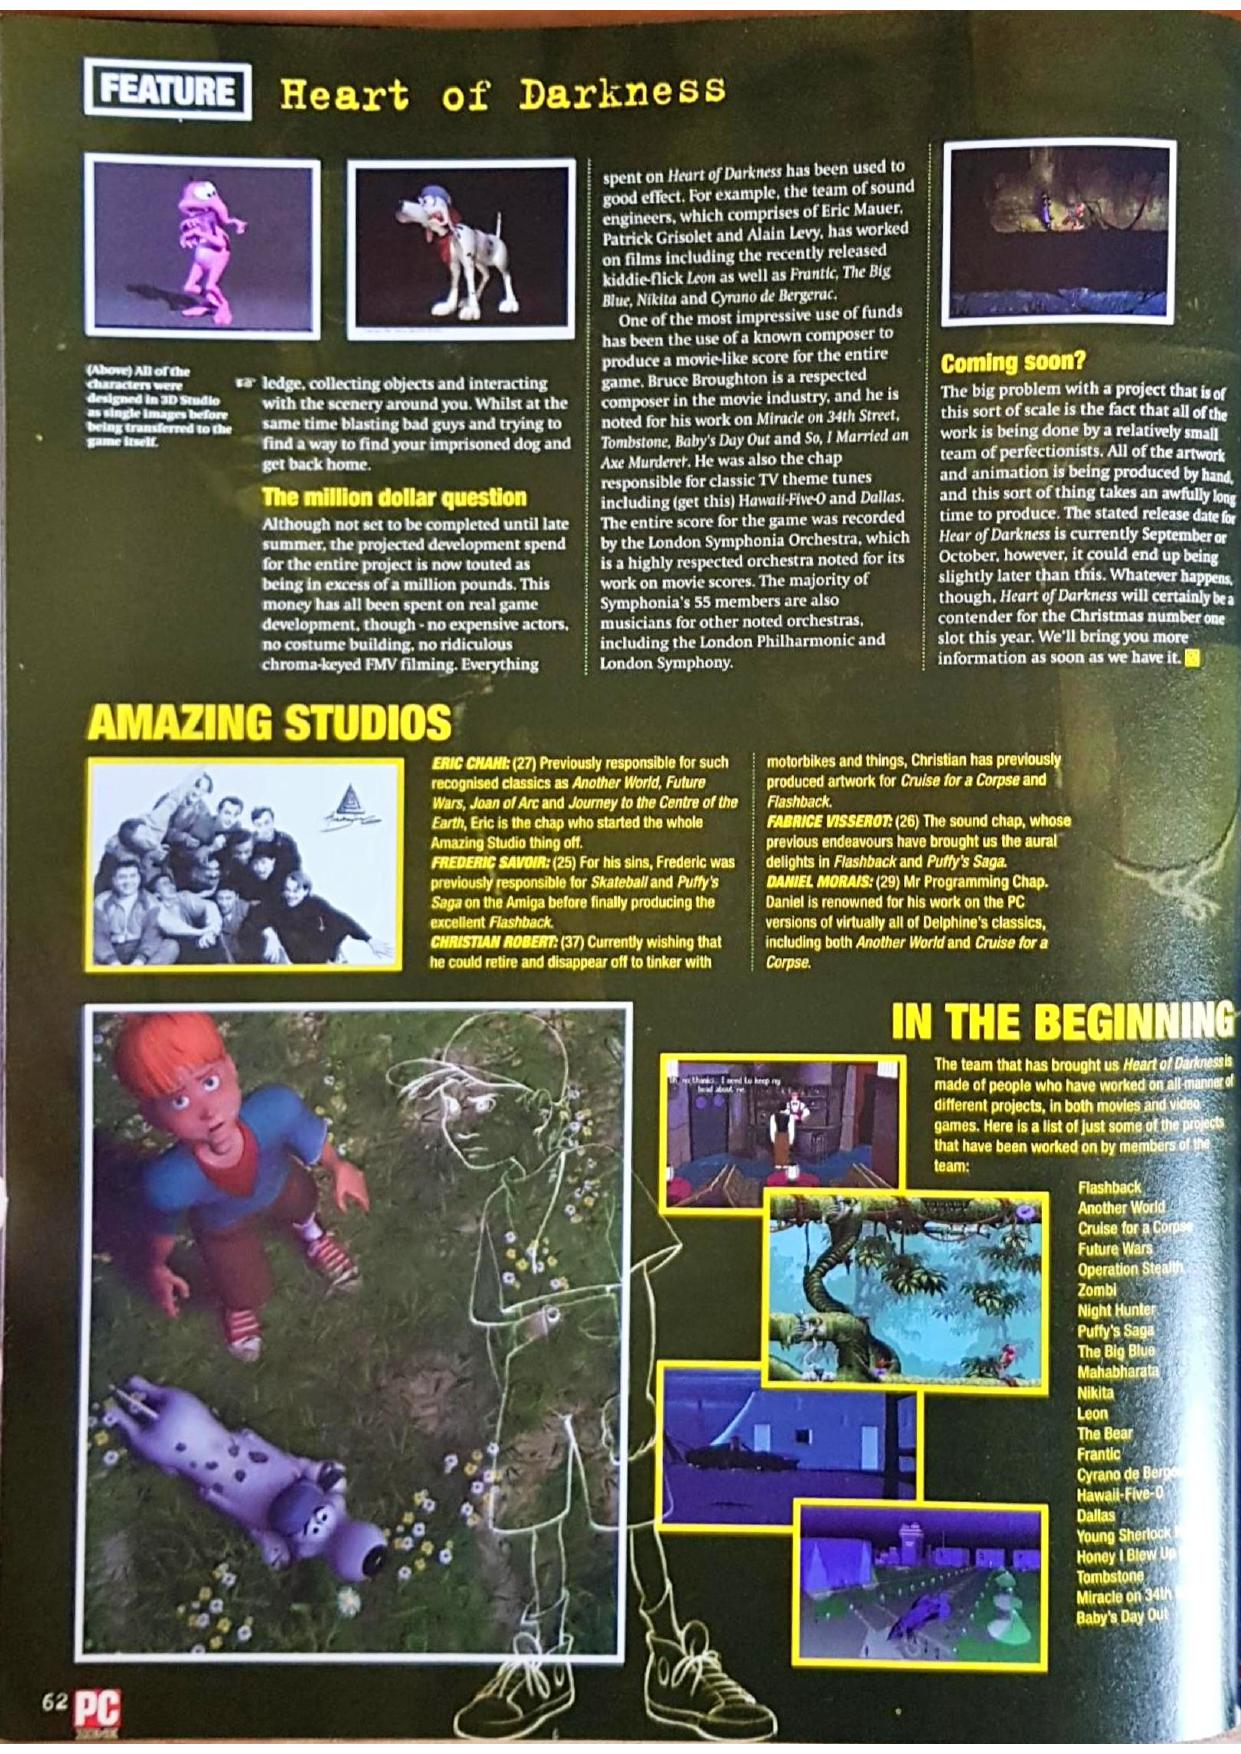 FEATURE
Heart of Darkness
(Above) All of the
characters were
designed in 3D Studio
as single images before
being transferred to the
game itself.
ledge, collecting objects and interacting
with the scenery around you. Whilst at the
same time blasting bad guys and trying to
find a way to find your imprisoned dog and
get back home.
The million dollar question
Although not set to be completed until late
summer, the projected development spend
for the entire project is now touted as
being in excess of a million pounds. This
money has all been spent on real game
development, though - no expensive actors,
no costume building, no ridiculous
chroma-keyed FMV filming. Everything
spent on Heart of Darkness has been used to
good effect. For example, the team of sound
engineers, which comprises of Eric Mauer,
Patrick Grisolet and Alain Levy, has worked
on films including the recently released
kiddie-flick Leon as well as Frantic, The Big
Blue, Nikita and Cyrano de Bergerac.
One of the most impressive use of funds
has been the use of a known composer to
produce a movie-like score for the entire
game. Bruce Broughton is a respected
composer in the movie industry, and he is
noted for his work on Miracle on 34th Street,
Tombstone, Baby's Day Out and So, I Married an
Axe Murderer. He was also the chap
responsible for classic TV theme tunes
including (get this) Hawaii-Five-O and Dallas.
The entire score for the game was recorded
by the London Symphonia Orchestra, which
is a highly respected orchestra noted for its
work on movie scores. The majority of
Symphonia's 55 members are also
musicians for other noted orchestras,
including the London Philharmonic and
London Symphony.
Coming soon?
The big problem with a project that is of
this sort of scale is the fact that all of the
work is being done by a relatively small
team of perfectionists. All of the artwork
and animation is being produced by hand,
and this sort of thing takes an awfully long
time to produce. The stated release date for
Hear of Darkness is currently September or
October, however, it could end up being
slightly later than this. Whatever happens,
though, Heart of Darkness will certainly be a
contender for the Christmas number one
slot this year. We'll bring you more
information as soon as we have it.
AMAZING STUDIOS
ERIC CHAHI: (27) Previously responsible for such
recognised classics as Another World, Future
Wars, Joan of Arc and Journey to the Centre of the
Earth, Eric is the chap who started the whole
Amazing Studio thing off.
FREDERIC SAVOIR: (25) For his sins, Frederic was
previously responsible for Skateball and Puffy's
Saga on the Amiga before finally producing the
excellent Flashback.
CHRISTIAN ROBERT: (37) Currently wishing that
he could retire and disappear off to tinker with
motorbikes and things, Christian has previously
produced artwork for Cruise for a Corpse and
Flashback.
FABRICE VISSEROT: (26) The sound chap, whose
previous endeavours have brought us the aural
delights in Flashback and Puffy's Saga.
DANIEL MORAIS: (29) Mr Programming Chap.
Daniel is renowned for his work on the PC
versions of virtually all of Delphine's classics,
including both Another World and Cruise for a
Corpse.
IN THE BEGINNING
The team that has brought us Heart of Darkness is
made of people who have worked on all manner of
different projects, in both movies and video
games. Here is a list of just some of the projects
that have been worked on by members of the
team:
no thanks. I need to keep my
head about me.
Flashback
Another World
Cruise for a Corpse
Future Wars
Operation Stealth
Zombi
Night Hunter
Puffy's Saga
The Big Blue
Mahabharata
Nikita
Leon
The Bear
Frantic
Cyrano de
Hawaii-Five-O
Dallas
Young Sherlock
Honey I Blew Up
Tombstone
Miracle on 34th
Baby's Day Out
62 PC
ZONE